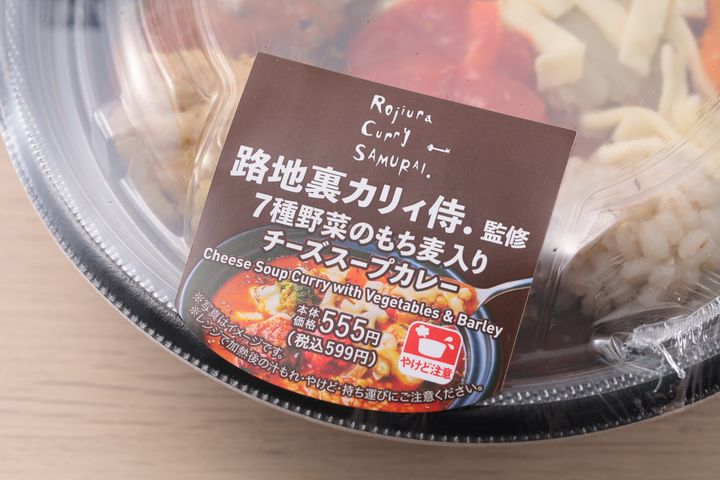 Rojiura
Curry
SAMURAI.
路地裏カリィ侍.監修
7種野菜のもち麦入り
チーズスープカレー
Cheese Soup Curry with Vegetables & Barley
本体価格 555円
(税込599円)
やけど注意
※写真はイメージです。
※レンジで加熱後の汁もれ・やけど・持ち運びにご注意ください。